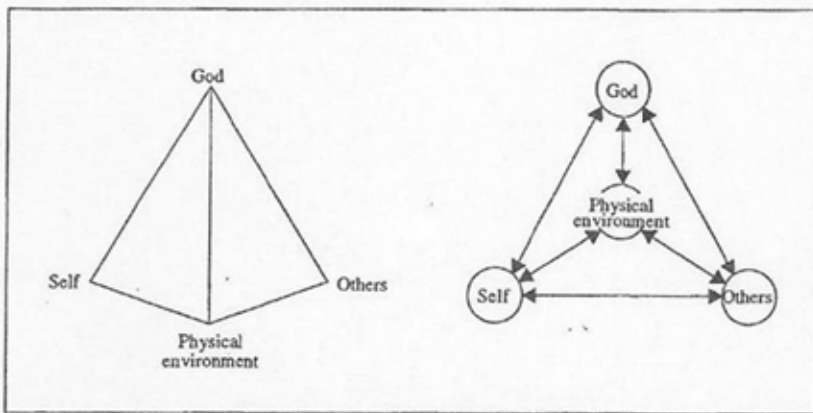 God
Self
Others
Physical
environment
God
Physical
environment
Self
Others